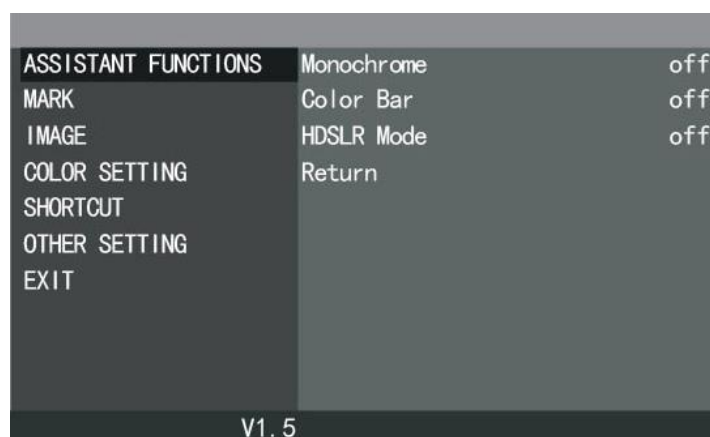 ASSISTANT FUNCTIONS Monochrome off
MARK Color Bar off
IMAGE HDSLR Mode off
COLOR SETTING Return
SHORTCUT
OTHER SETTING
EXIT
V1.5